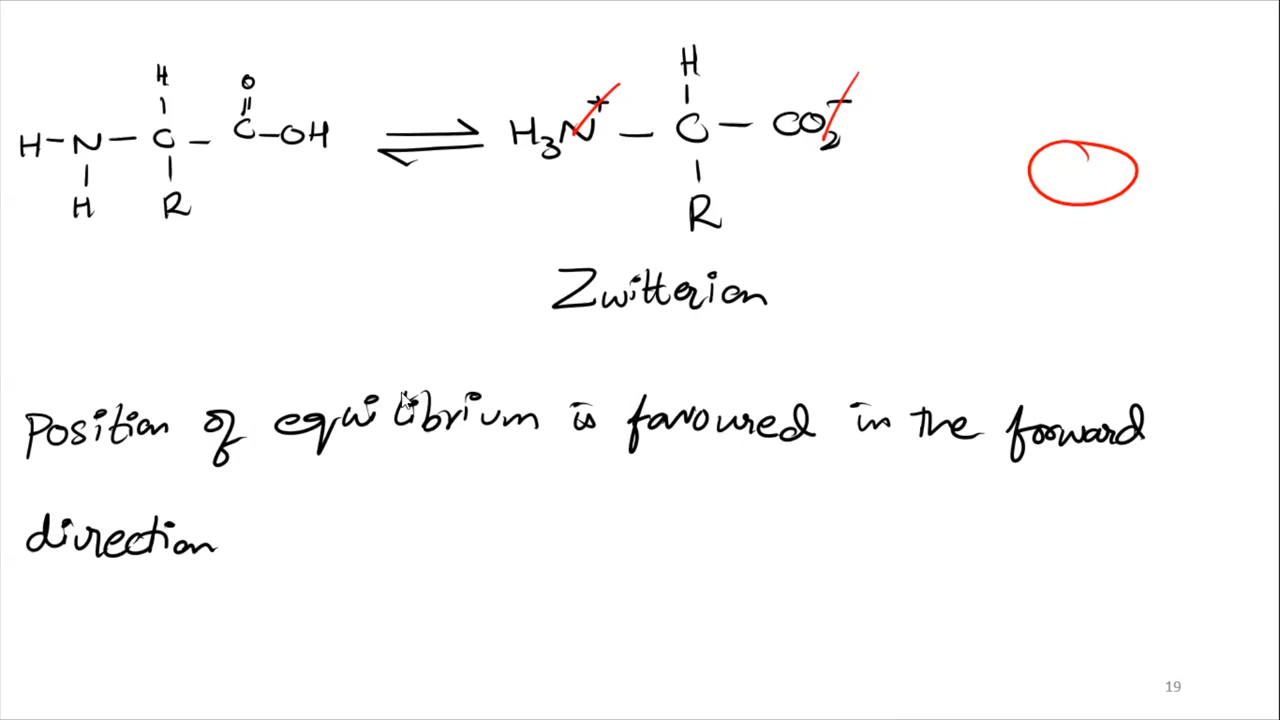 H
O
H
H-N-C-C-OH ⇌ H₃N⁺-C-CO₂⁻
H R
R
Zwitterion
Position of equilibrium is favoured in the forward
direction
19